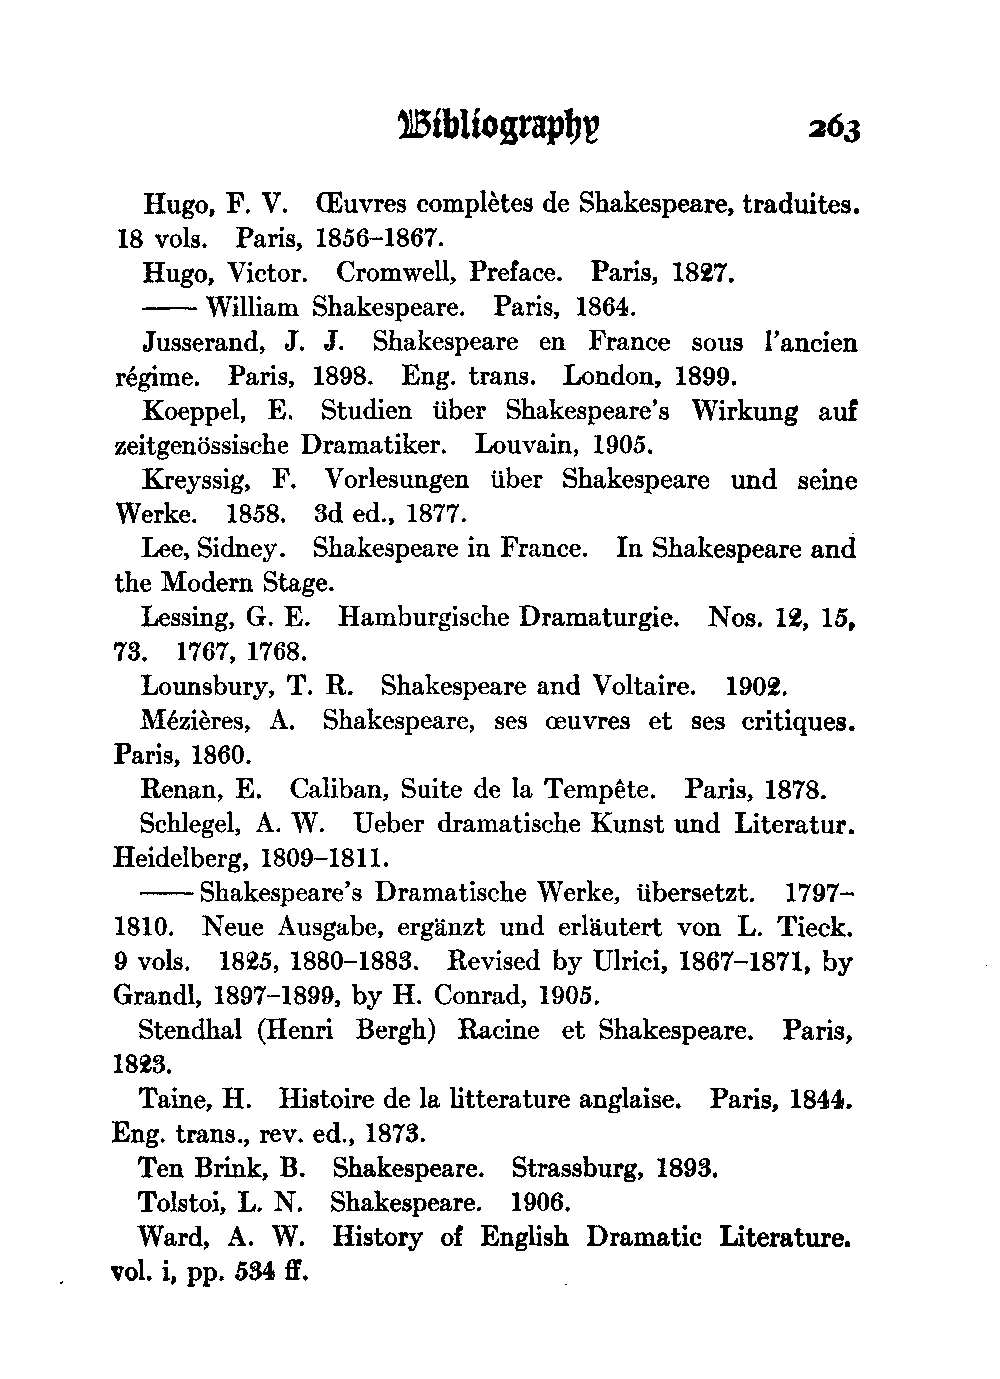 Bibliography 263
Hugo, F. V. Œuvres complètes de Shakespeare, traduites.
18 vols. Paris, 1856–1867.
Hugo, Victor. Cromwell, Preface. Paris, 1827.
—— William Shakespeare. Paris, 1864.
Jusserand, J. J. Shakespeare en France sous l'ancien
régime. Paris, 1898. Eng. trans. London, 1899.
Koeppel, E. Studien über Shakespeare's Wirkung auf
zeitgenössische Dramatiker. Louvain, 1905.
Kreyssig, F. Vorlesungen über Shakespeare und seine
Werke. 1858. 3d ed., 1877.
Lee, Sidney. Shakespeare in France. In Shakespeare and
the Modern Stage.
Lessing, G. E. Hamburgische Dramaturgie. Nos. 12, 15,
73. 1767, 1768.
Lounsbury, T. R. Shakespeare and Voltaire. 1902.
Mézières, A. Shakespeare, ses œuvres et ses critiques.
Paris, 1860.
Renan, E. Caliban, Suite de la Tempête. Paris, 1878.
Schlegel, A. W. Ueber dramatische Kunst und Literatur.
Heidelberg, 1809–1811.
—— Shakespeare's Dramatische Werke, übersetzt. 1797–
1810. Neue Ausgabe, ergänzt und erläutert von L. Tieck.
9 vols. 1825, 1880–1883. Revised by Ulrici, 1867–1871, by
Grandl, 1897–1899, by H. Conrad, 1905.
Stendhal (Henri Bergh) Racine et Shakespeare. Paris,
1823.
Taine, H. Histoire de la litterature anglaise. Paris, 1844.
Eng. trans., rev. ed., 1873.
Ten Brink, B. Shakespeare. Strassburg, 1893.
Tolstoi, L. N. Shakespeare. 1906.
Ward, A. W. History of English Dramatic Literature.
vol. i, pp. 534 ff.